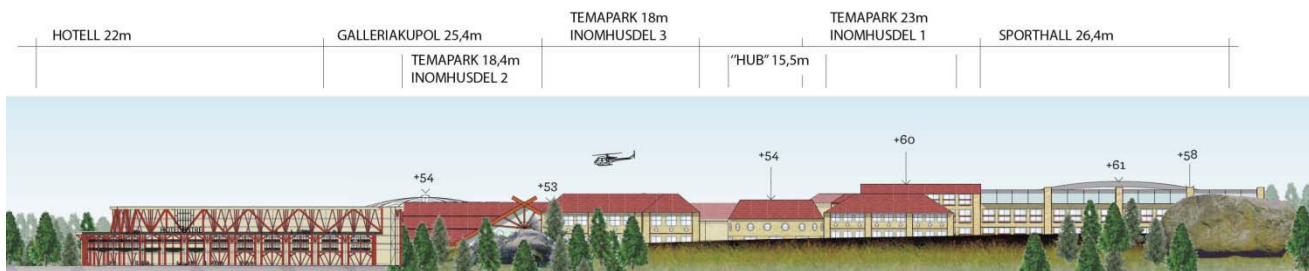 HOTELL 22m
GALLERIAKUPOL 25,4m
TEMAPARK 18,4m
INOMHUSDEL 2
TEMAPARK 18m
INOMHUSDEL 3
"HUB" 15,5m
TEMAPARK 23m
INOMHUSDEL 1
SPORTHALL 26,4m
+54
+53
+54
+60
+61
+58